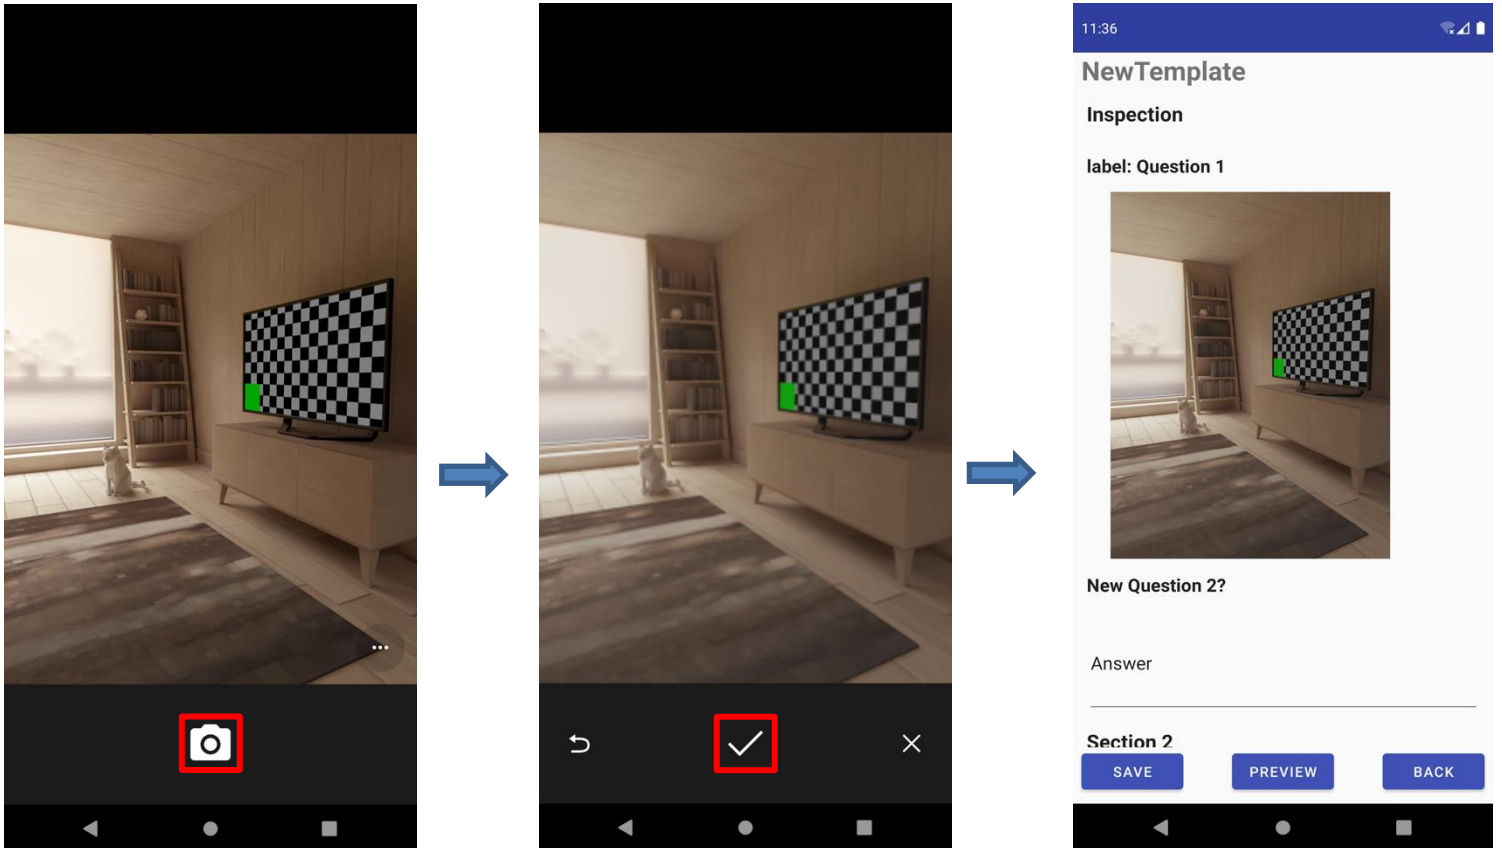 11:36
NewTemplate
Inspection
label: Question 1
New Question 2?
Answer
Section 2
SAVE PREVIEW BACK